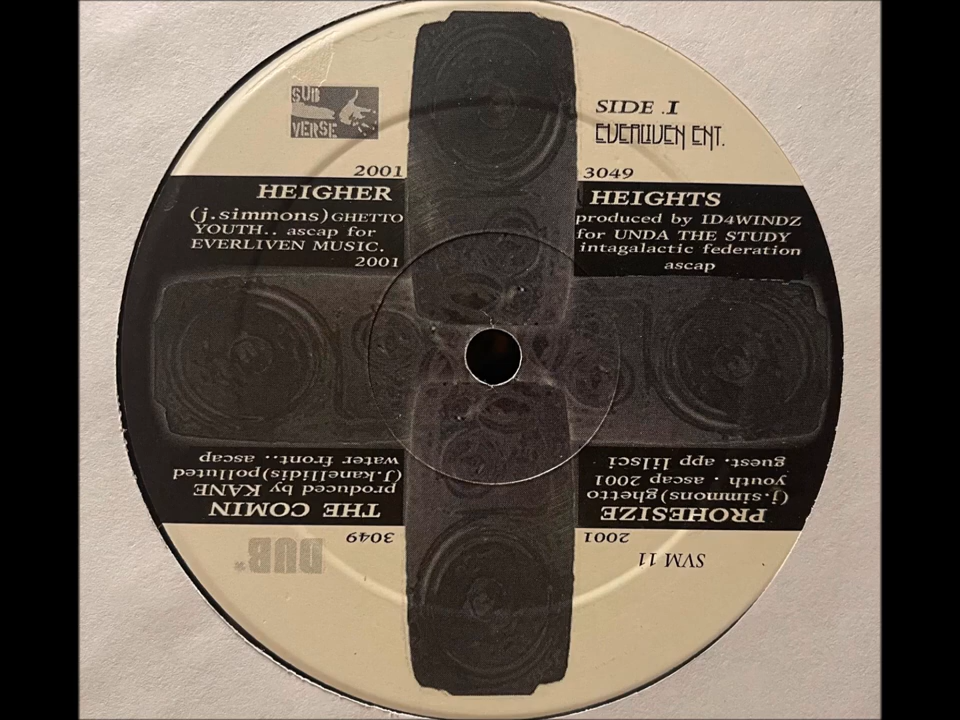 SUB
VERSE
SIDE .I
EVERLIVEN ENT.
2001
HEIGHER
(j.simmons)GHETTO
YOUTH.. ascap for
EVERLIVEN MUSIC.
2001
3049
HEIGHTS
produced by ID4WINDZ
for UNDA THE STUDY
intagalactic federation
ascap
2001
PROHESIZE
(j.simmons)ghetto
youth . ascap 2001
guest. app lilsci
3049
THE COMIN
produced by KANE
(J.kanellidis)polluted
water front.. ascap
SVM 11
DUB*